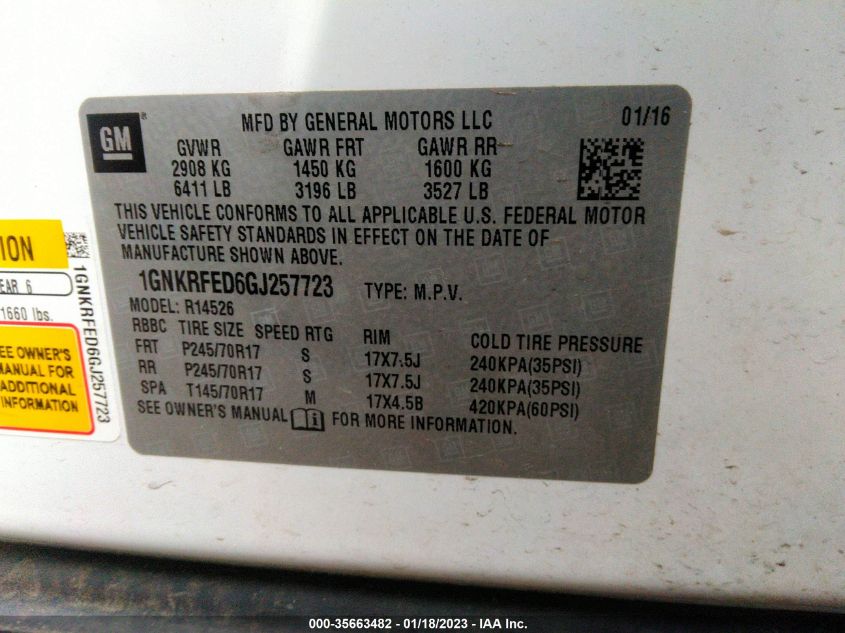 GM
MFD BY GENERAL MOTORS LLC 01/16
GVWR GAWR FRT GAWR RR
2908 KG 1450 KG 1600 KG
6411 LB 3196 LB 3527 LB
THIS VEHICLE CONFORMS TO ALL APPLICABLE U.S. FEDERAL MOTOR
VEHICLE SAFETY STANDARDS IN EFFECT ON THE DATE OF
MANUFACTURE SHOWN ABOVE.
1GNKRFED6GJ257723 TYPE: M.P.V.
MODEL: R14526
RBBC TIRE SIZE SPEED RTG RIM COLD TIRE PRESSURE
FRT P245/70R17 S 17X7.5J 240KPA(35PSI)
RR P245/70R17 S 17X7.5J 240KPA(35PSI)
SPA T145/70R17 M 17X4.5B 420KPA(60PSI)
SEE OWNER'S MANUAL FOR MORE INFORMATION.
EAR 6
1660 lbs.
EE OWNER'S
MANUAL FOR
ADDITIONAL
INFORMATION
1GNKRFED6GJ257723
000-35663482 - 01/18/2023 - IAA Inc.